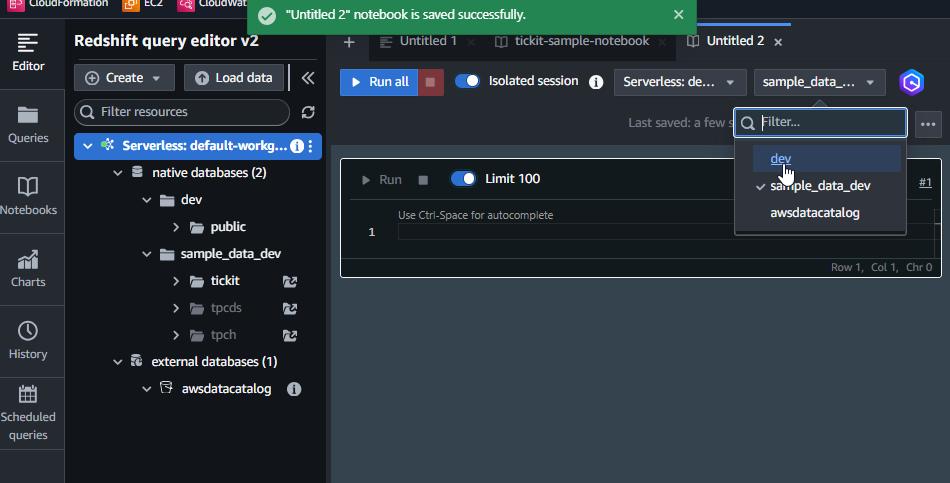 CloudFormation EC2 CloudWat
"Untitled 2" notebook is saved successfully.
Redshift query editor v2
Untitled 1 tickit-sample-notebook Untitled 2
Editor
Queries
Notebooks
Charts
History
Scheduled
queries
Create Load data
Filter resources
Serverless: default-workg...
native databases (2)
dev
public
sample_data_dev
tickit
tpcds
tpch
external databases (1)
awsdatacatalog
Run all Isolated session Serverless: de... sample_data_...
Last saved: a few s
Filter...
dev
sample_data_dev
awsdatacatalog
Run Limit 100 #1
Use Ctrl-Space for autocomplete
1
Row 1, Col 1, Chr 0